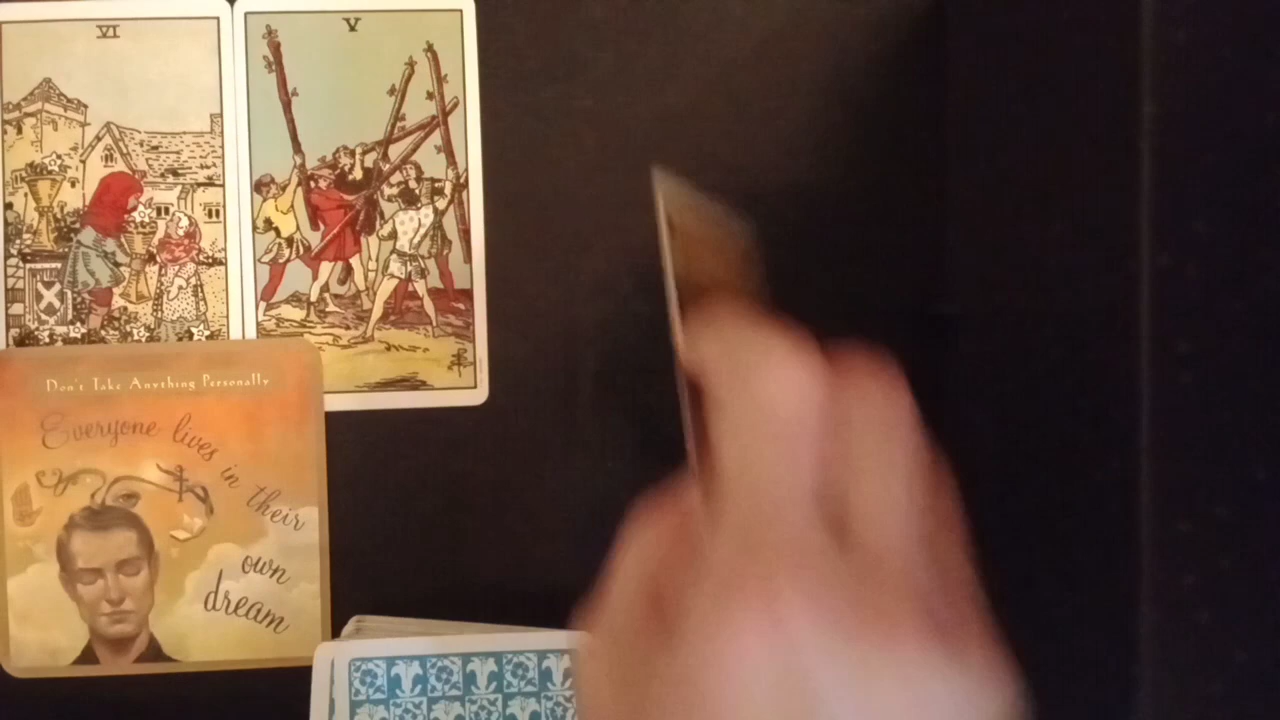 VI
V
Don't Take Anything Personally
Everyone lives in their
own
dream